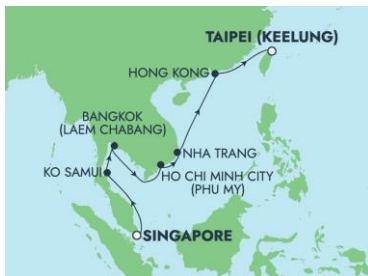 TAIPEI (KEELUNG)
HONG KONG
BANGKOK
(LAEM CHABANG)
NHA TRANG
KO SAMUI
HO CHI MINH CITY
(PHU MY)
SINGAPORE